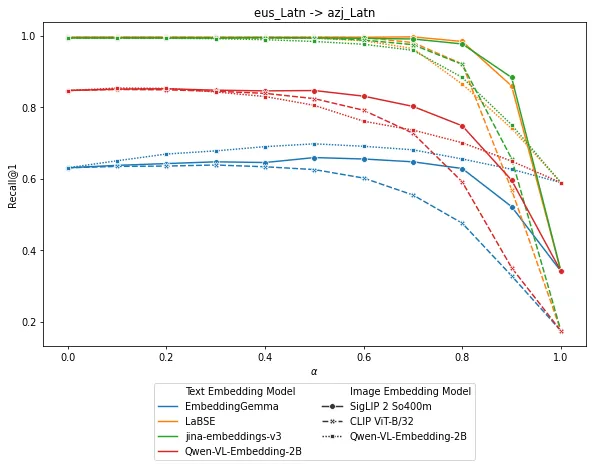 eus_Latn -> azj_Latn
Recall@1
1.0
0.8
0.6
0.4
0.2
0.0 0.2 0.4 0.6 0.8 1.0
α
Text Embedding Model
EmbeddingGemma
LaBSE
jina-embeddings-v3
Qwen-VL-Embedding-2B
Image Embedding Model
SigLIP 2 So400m
CLIP ViT-B/32
Qwen-VL-Embedding-2B